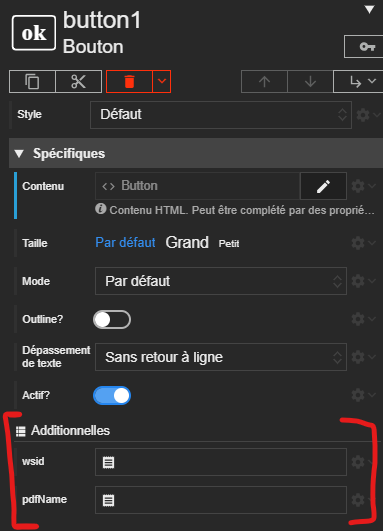 ok
button1
Bouton
Style
Défaut
Spécifiques
Contenu
<> Button
Contenu HTML. Peut être complété par des proprié...
Taille
Par défaut Grand Petit
Mode
Par défaut
Outline?
Dépassement
de texte
Sans retour à ligne
Actif?
Additionnelles
wsid
pdfName